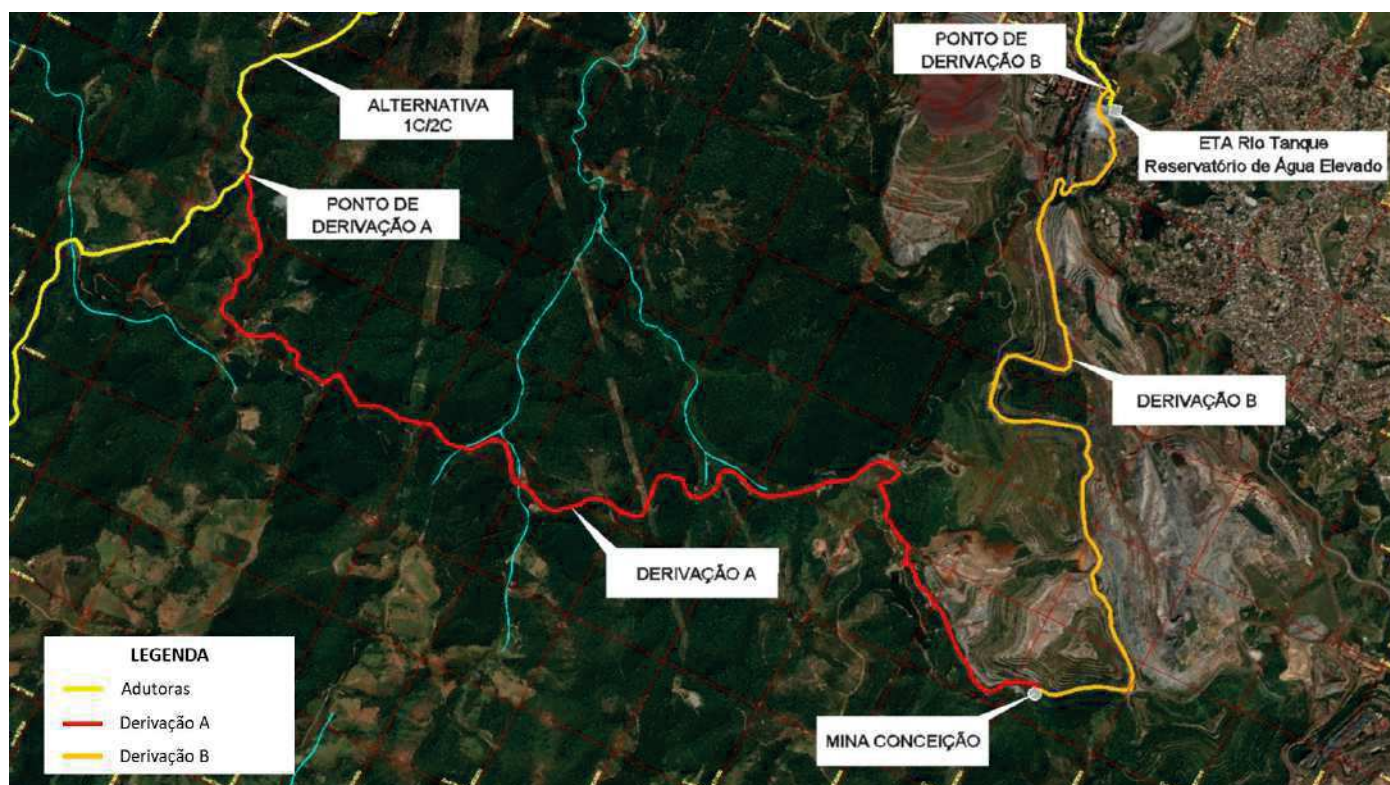 PONTO DE
DERIVAÇÃO B
ALTERNATIVA
1C/2C
ETA Rio Tanque
Reservatório de Água Elevado
PONTO DE
DERIVAÇÃO A
DERIVAÇÃO B
DERIVAÇÃO A
MINA CONCEIÇÃO
LEGENDA
Adutoras
Derivação A
Derivação B